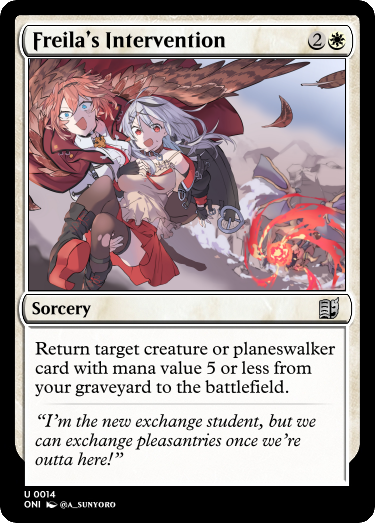 Freila's Intervention 2
Sorcery
Return target creature or planeswalker
card with mana value 5 or less from
your graveyard to the battlefield.
“I'm the new exchange student, but we
can exchange pleasantries once we're
outta here!”
U 0014
ONI @A_SUNYORO